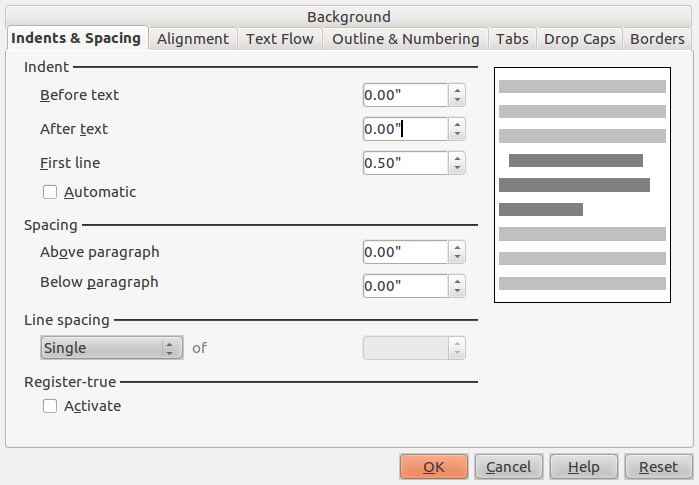 Background
Indents & Spacing Alignment Text Flow Outline & Numbering Tabs Drop Caps Borders
Indent
Before text 0.00"
After text 0.00"
First line 0.50"
Automatic
Spacing
Above paragraph 0.00"
Below paragraph 0.00"
Line spacing
Single of
Register-true
Activate
OK Cancel Help Reset